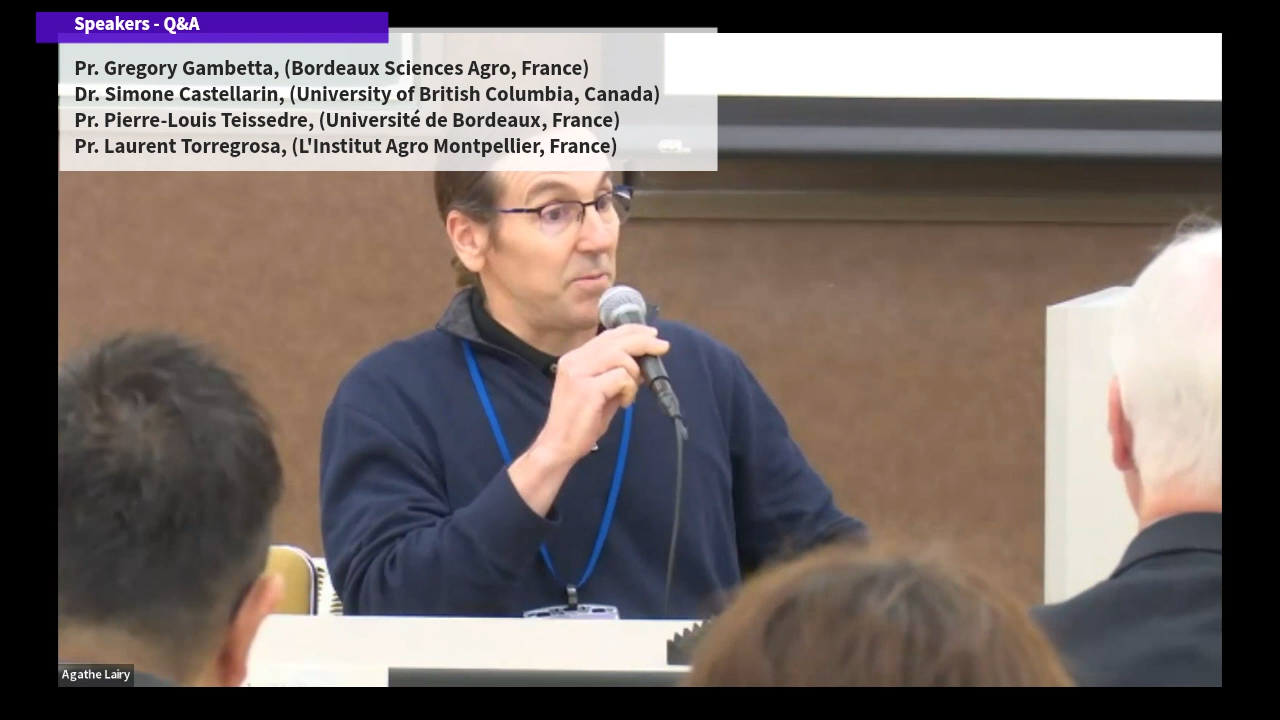 Speakers - Q&A
Pr. Gregory Gambetta, (Bordeaux Sciences Agro, France)
Dr. Simone Castellarin, (University of British Columbia, Canada)
Pr. Pierre-Louis Teissedre, (Université de Bordeaux, France)
Pr. Laurent Torregrosa, (L'Institut Agro Montpellier, France)
Agathe Lairy